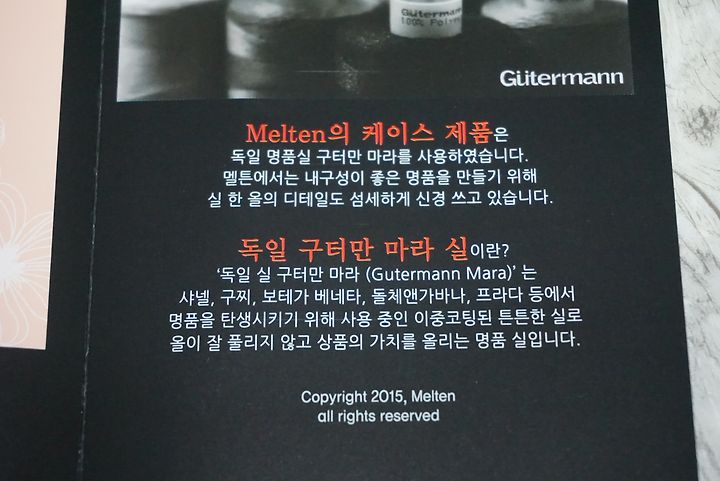 Gütermann
100% Polyes
Gütermann
Melten의 케이스 제품은
독일 명품실 구터만 마라를 사용하였습니다.
멜튼에서는 내구성이 좋은 명품을 만들기 위해
실 한 올의 디테일도 섬세하게 신경 쓰고 있습니다.
독일 구터만 마라 실이란?
‘독일 실 구터만 마라 (Gutermann Mara)’ 는
샤넬, 구찌, 보테가 베네타, 돌체앤가바나, 프라다 등에서
명품을 탄생시키기 위해 사용 중인 이중코팅된 튼튼한 실로
올이 잘 풀리지 않고 상품의 가치를 올리는 명품 실입니다.
Copyright 2015, Melten
all rights reserved